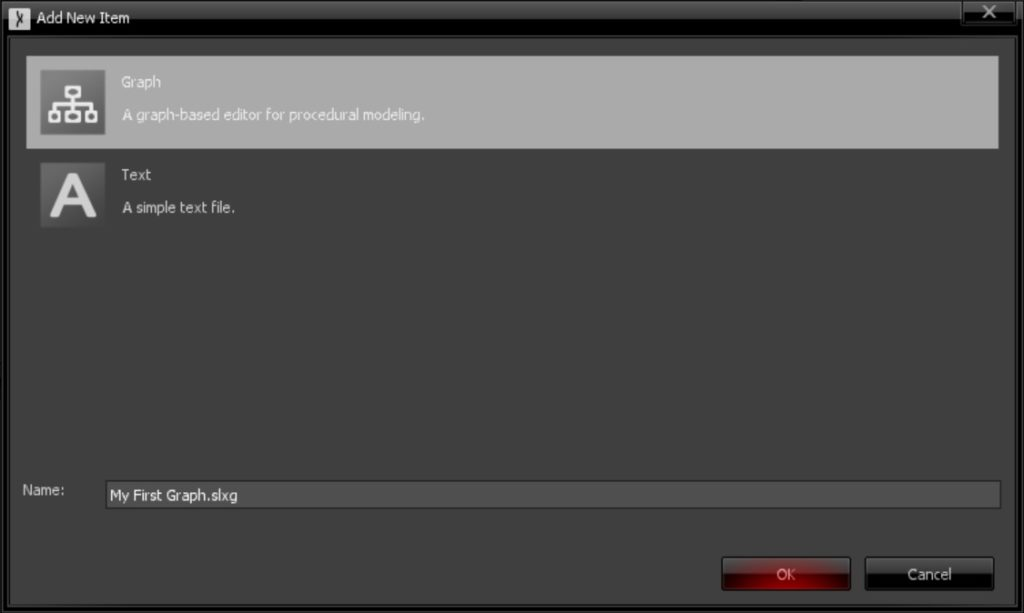 Add New Item
Graph
A graph-based editor for procedural modeling.
A
Text
A simple text file.
Name:
My First Graph.slxg
OK
Cancel